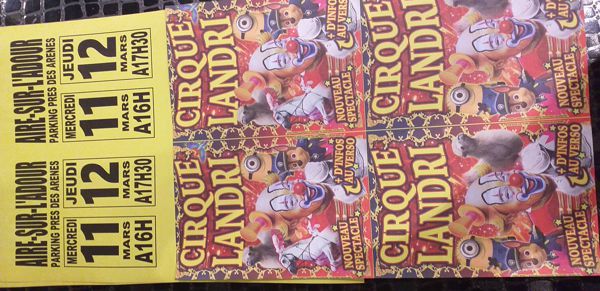 AIRE-SUR-L'ADOUR
PARKING PRES DES ARENES
MERCREDI
11
MARS
A16H
JEUDI
12
MARS
A17H30
AIRE-SUR-L'ADOUR
PARKING PRES DES ARENES
MERCREDI
11
MARS
A16H
JEUDI
12
MARS
A17H30
CIRQUE
LANDRI
NOUVEAU
SPECTACLE
+ D'INFOS
AU VERSO
CIRQUE
LANDRI
NOUVEAU
SPECTACLE
+ D'INFOS
AU VERSO
CIRQUE
LANDRI
NOUVEAU
SPECTACLE
+ D'INFOS
AU VERSO
CIRQUE
LANDRI
NOUVEAU
SPECTACLE
+ D'INFOS
AU VERSO